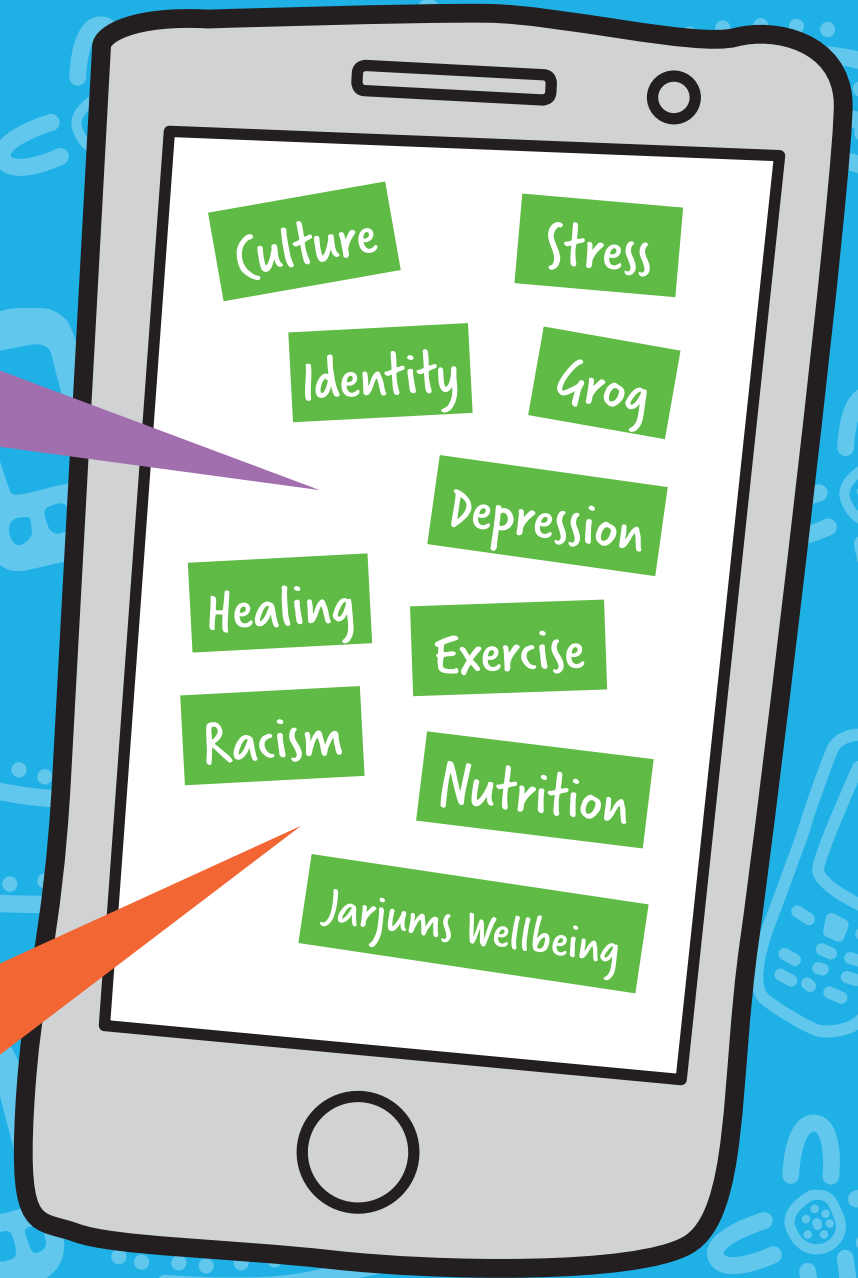 Culture
Stress
Identity
Grog
Depression
Healing
Exercise
Racism
Nutrition
Jarjums Wellbeing